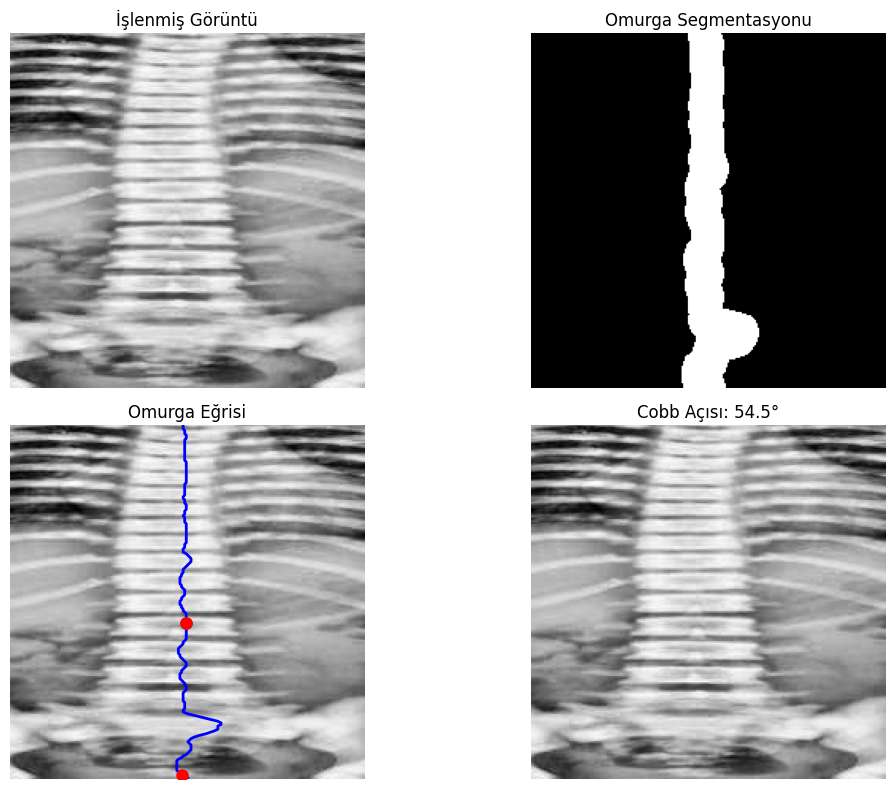 İşlenmiş Görüntü
Omurga Segmentasyonu
Omurga Eğrisi
Cobb Açısı: 54.5°